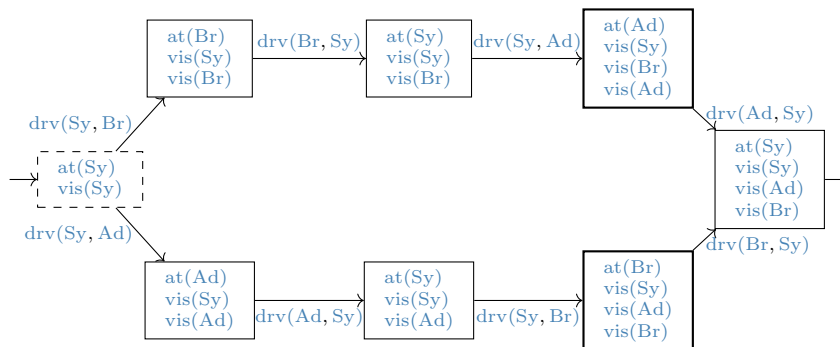 at(Br)
vis(Sy)
vis(Br)
drv(Br, Sy)
at(Sy)
vis(Sy)
vis(Br)
drv(Sy, Ad)
at(Ad)
vis(Sy)
vis(Br)
vis(Ad)
drv(Sy, Br)
drv(Ad, Sy)
at(Sy)
vis(Sy)
at(Sy)
vis(Sy)
vis(Ad)
vis(Br)
drv(Sy, Ad)
drv(Br, Sy)
at(Ad)
vis(Sy)
vis(Ad)
drv(Ad, Sy)
at(Sy)
vis(Sy)
vis(Ad)
drv(Sy, Br)
at(Br)
vis(Sy)
vis(Ad)
vis(Br)